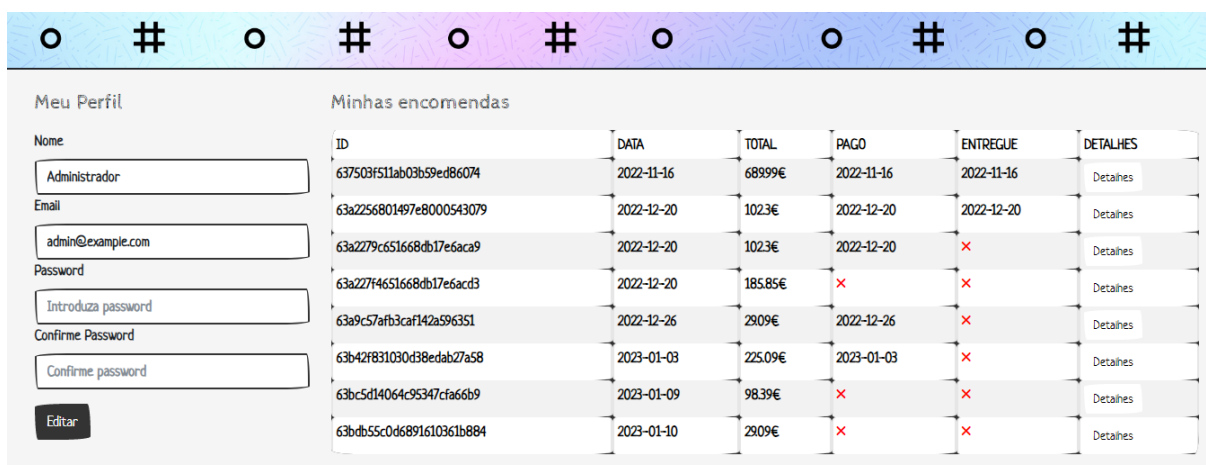 Meu Perfil
Nome
Administrador
Email
admin@example.com
Password
Introduza password
Confirme Password
Confirme password
Editar
Minhas encomendas
ID DATA TOTAL PAGO ENTREGUE DETALHES
637503f511ab03b59ed86074 2022-11-16 689.99€ 2022-11-16 2022-11-16 Detalhes
63a2256801497e8000543079 2022-12-20 102.3€ 2022-12-20 2022-12-20 Detalhes
63a2279c651668db17e6aca9 2022-12-20 102.3€ 2022-12-20 ✕ Detalhes
63a227f4651668db17e6acd3 2022-12-20 185.85€ ✕ ✕ Detalhes
63a9c57afb3caf142a596351 2022-12-26 29.09€ 2022-12-26 ✕ Detalhes
63b42f831030d38edab27a58 2023-01-03 225.09€ 2023-01-03 ✕ Detalhes
63bc5d14064c95347cfa66b9 2023-01-09 98.39€ ✕ ✕ Detalhes
63bdb55c0d6891610361b884 2023-01-10 29.09€ ✕ ✕ Detalhes